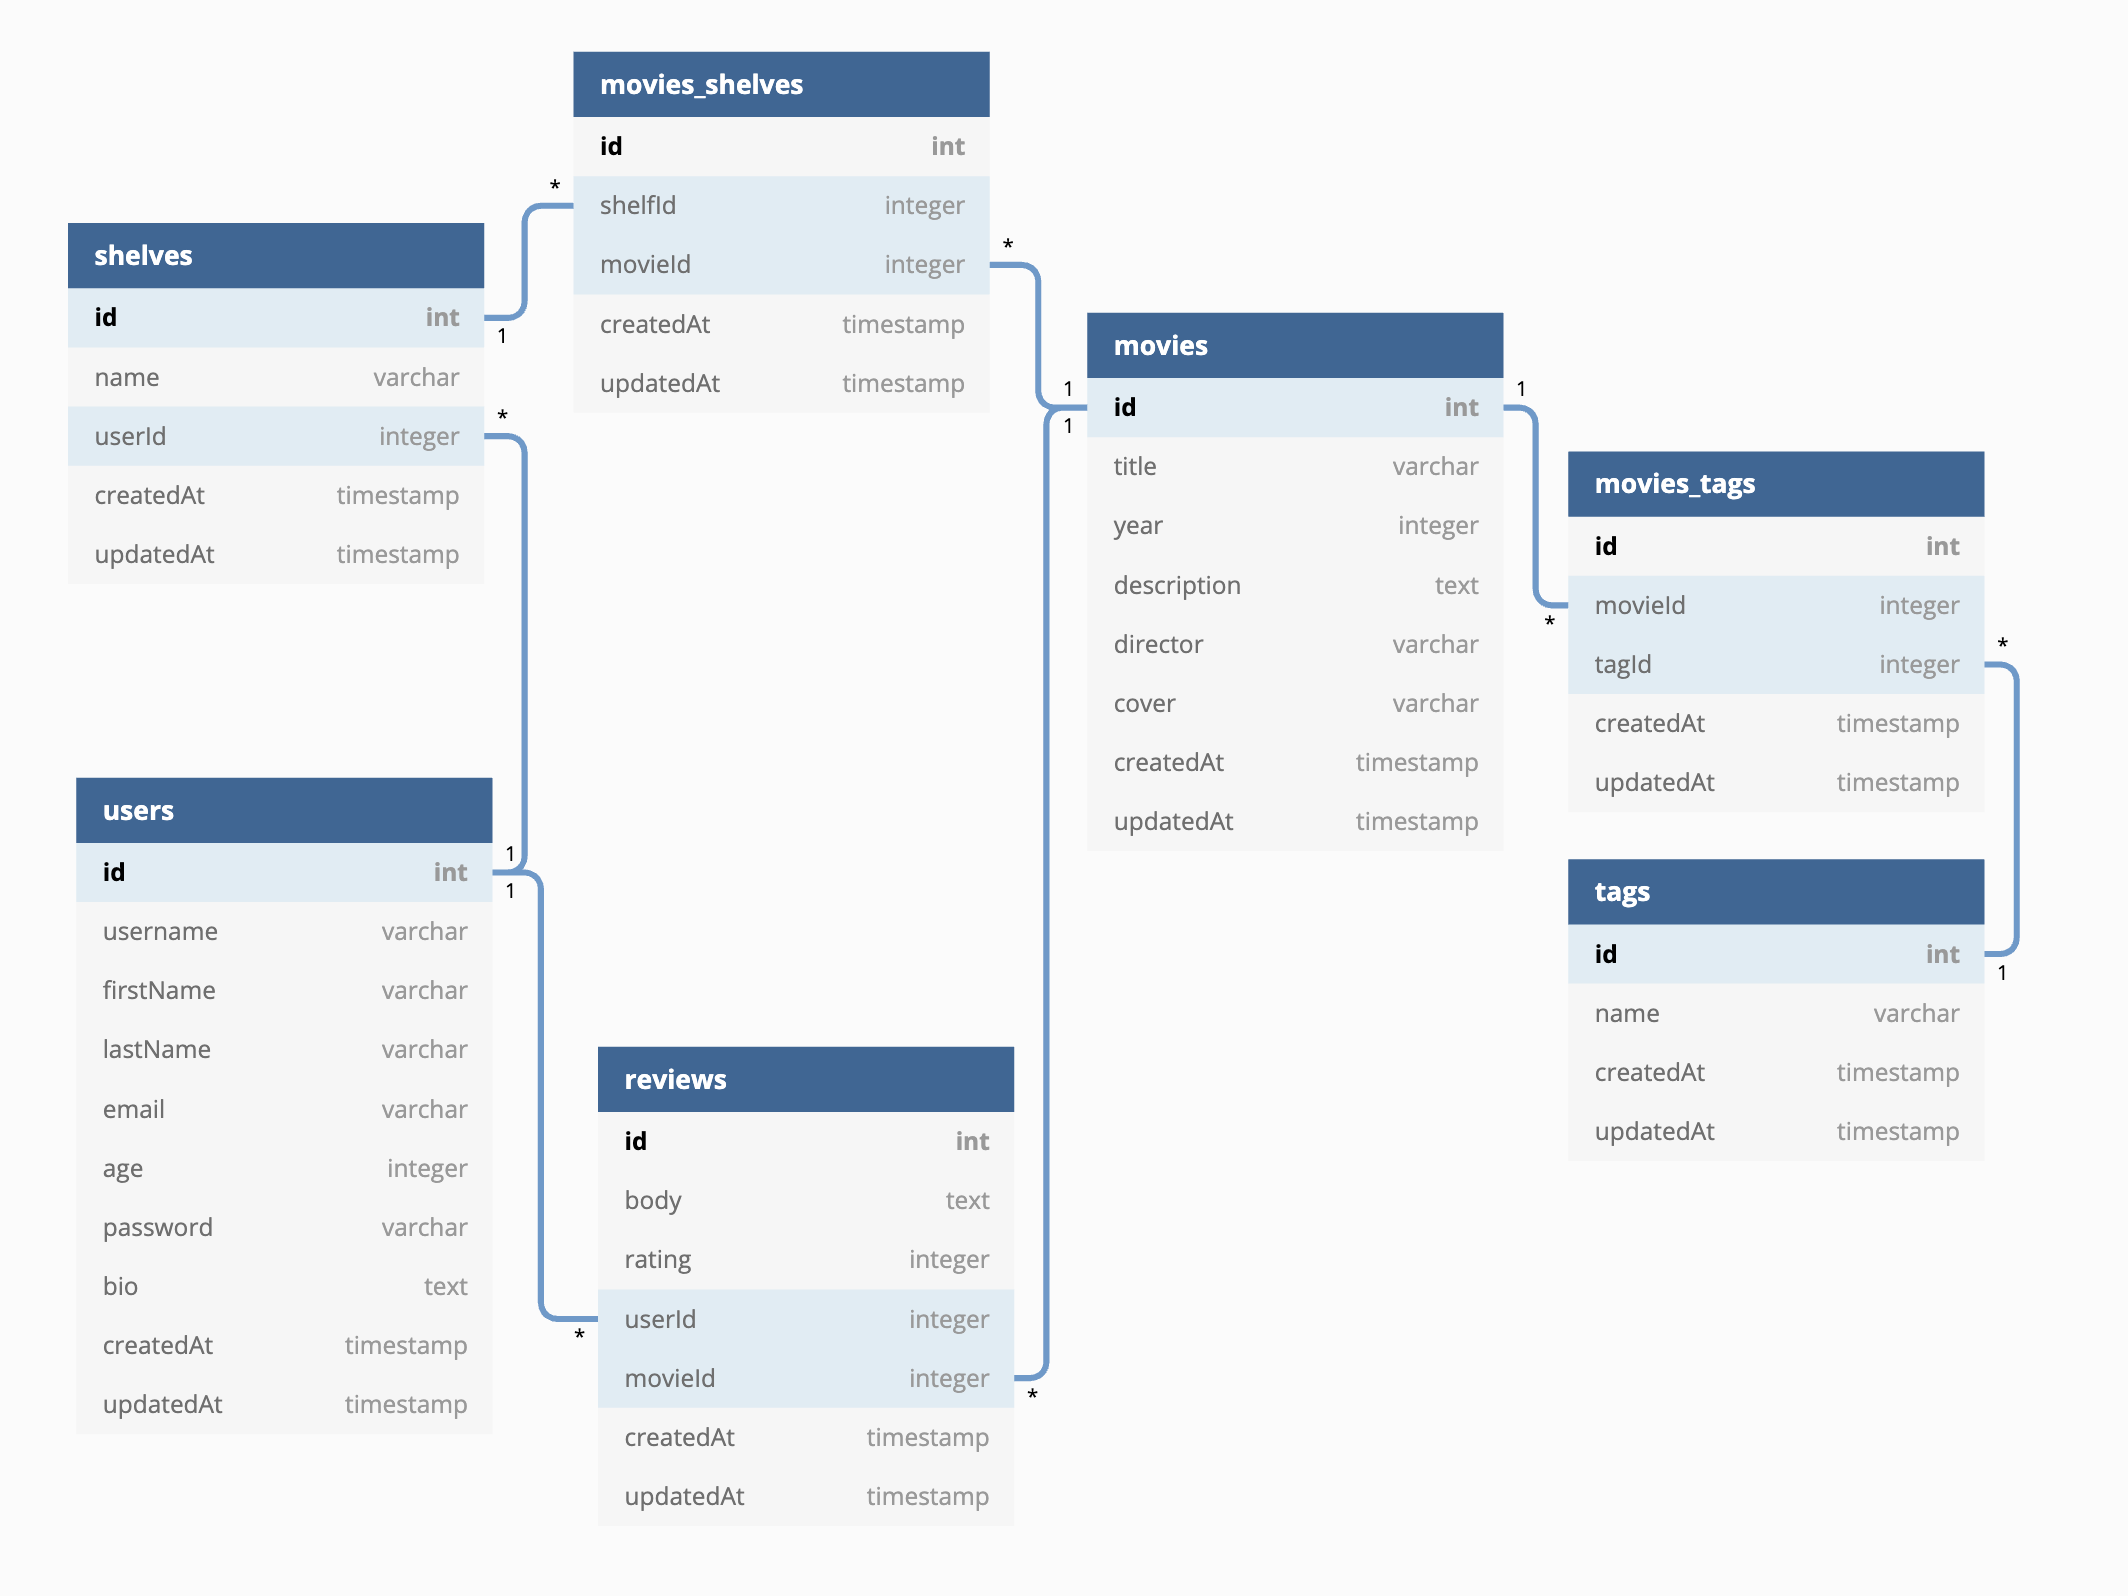 movies_shelves
id int
shelfId integer
movieId integer
createdAt timestamp
updatedAt timestamp
*
*
shelves
id int
name varchar
userId integer
createdAt timestamp
updatedAt timestamp
1
*
movies
id int
title varchar
year integer
description text
director varchar
cover varchar
createdAt timestamp
updatedAt timestamp
1
1
1
movies_tags
id int
movieId integer
tagId integer
createdAt timestamp
updatedAt timestamp
*
*
users
id int
username varchar
firstName varchar
lastName varchar
email varchar
age integer
password varchar
bio text
createdAt timestamp
updatedAt timestamp
1
1
tags
id int
name varchar
createdAt timestamp
updatedAt timestamp
1
reviews
id int
body text
rating integer
userId integer
movieId integer
createdAt timestamp
updatedAt timestamp
*
*